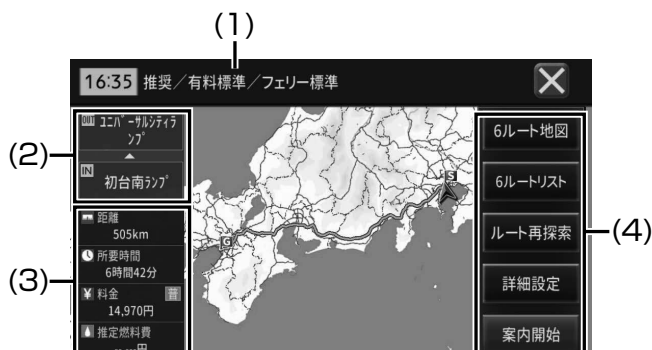 (1)
16:35 推奨／有料標準／フェリー標準
(2)
OUT ユニバーサルシティラ
ンプ
IN
初台南ランプ
(3)
距離
505km
所要時間
6時間42分
¥ 料金 普
14,970円
推定燃料費
円
S
G
6ルート地図
6ルートリスト
ルート再探索
(4)
詳細設定
案内開始